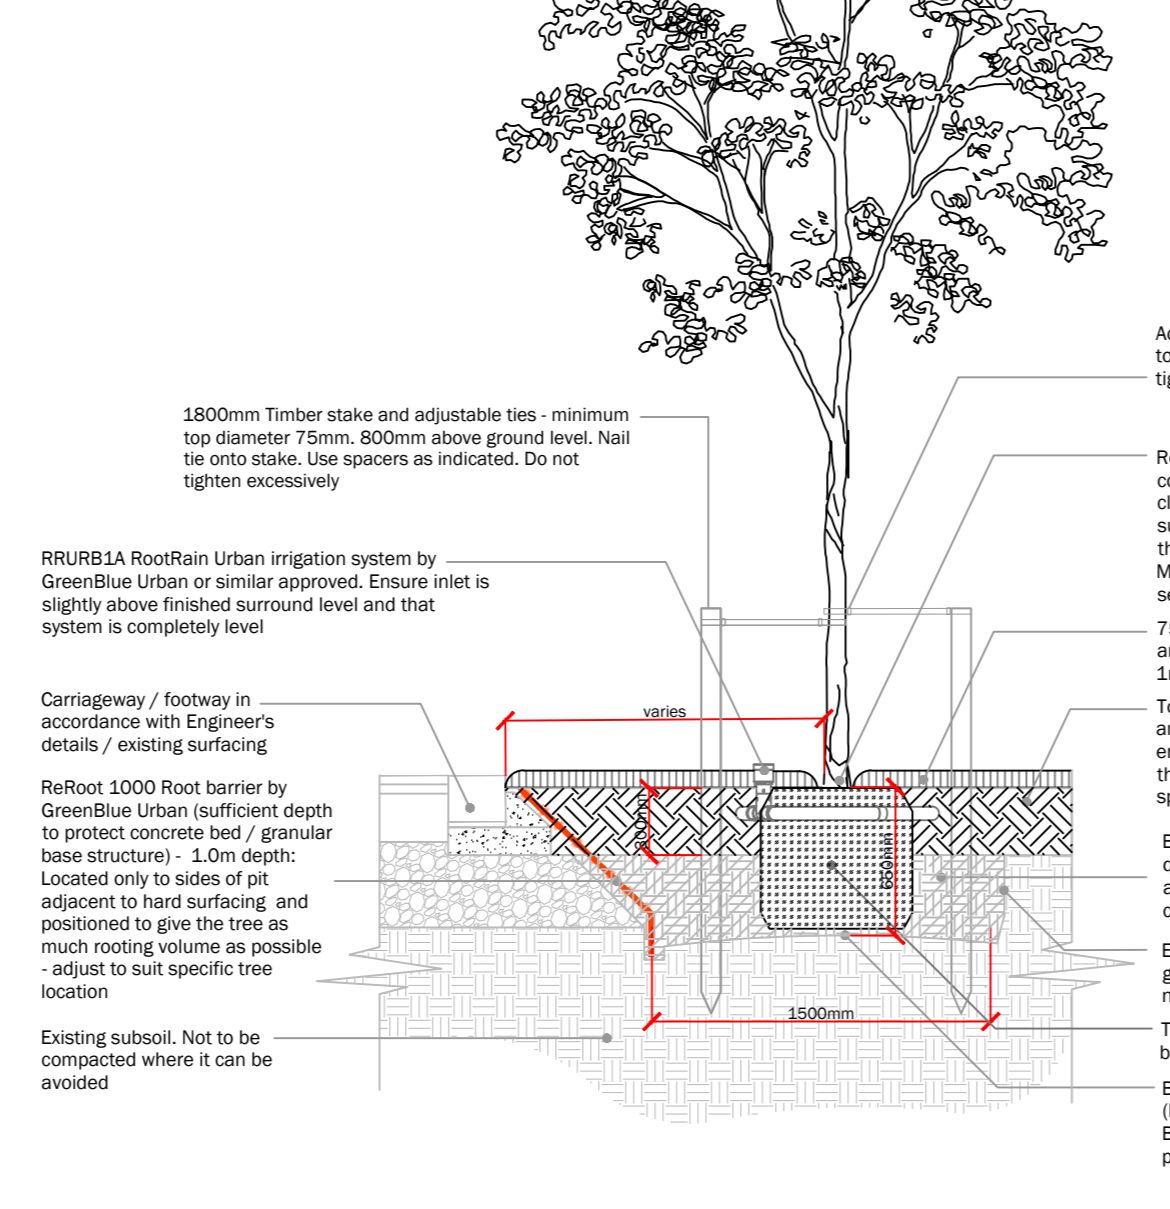 1800mm Timber stake and adjustable ties - minimum
top diameter 75mm. 800mm above ground level. Nail
tie onto stake. Use spacers as indicated. Do not
tighten excessively
RRURB1A RootRain Urban irrigation system by
GreenBlue Urban or similar approved. Ensure inlet is
slightly above finished surround level and that
system is completely level
Carriageway / footway in
accordance with Engineer's
details / existing surfacing
ReRoot 1000 Root barrier by
GreenBlue Urban (sufficient depth
to protect concrete bed / granular
base structure) - 1.0m depth:
Located only to sides of pit
adjacent to hard surfacing and
positioned to give the tree as
much rooting volume as possible
- adjust to suit specific tree
location
Existing subsoil. Not to be
compacted where it can be
avoided
varies
300mm
650mm
1500mm